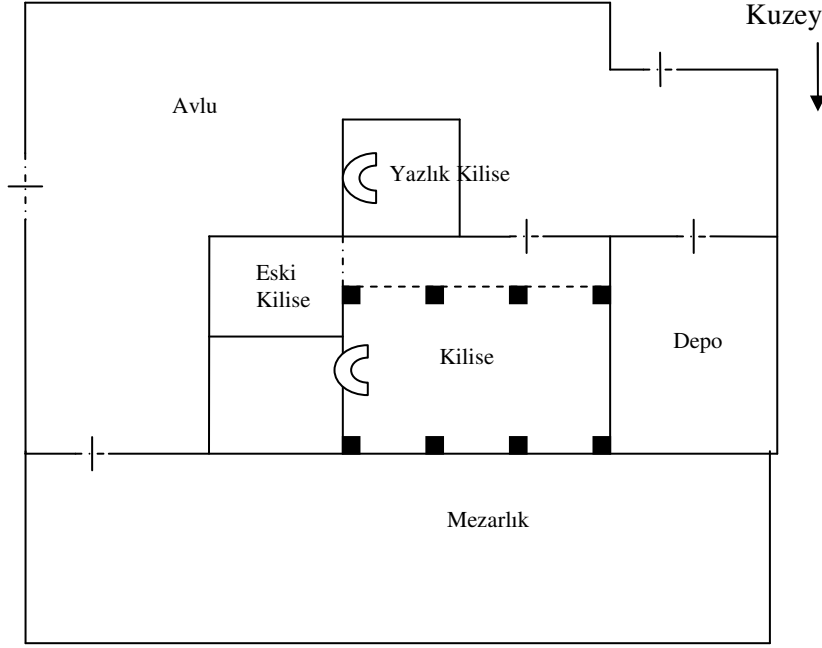 Kuzey
Avlu
Yazlık Kilise
Eski
Kilise
Kilise
Depo
Mezarlık